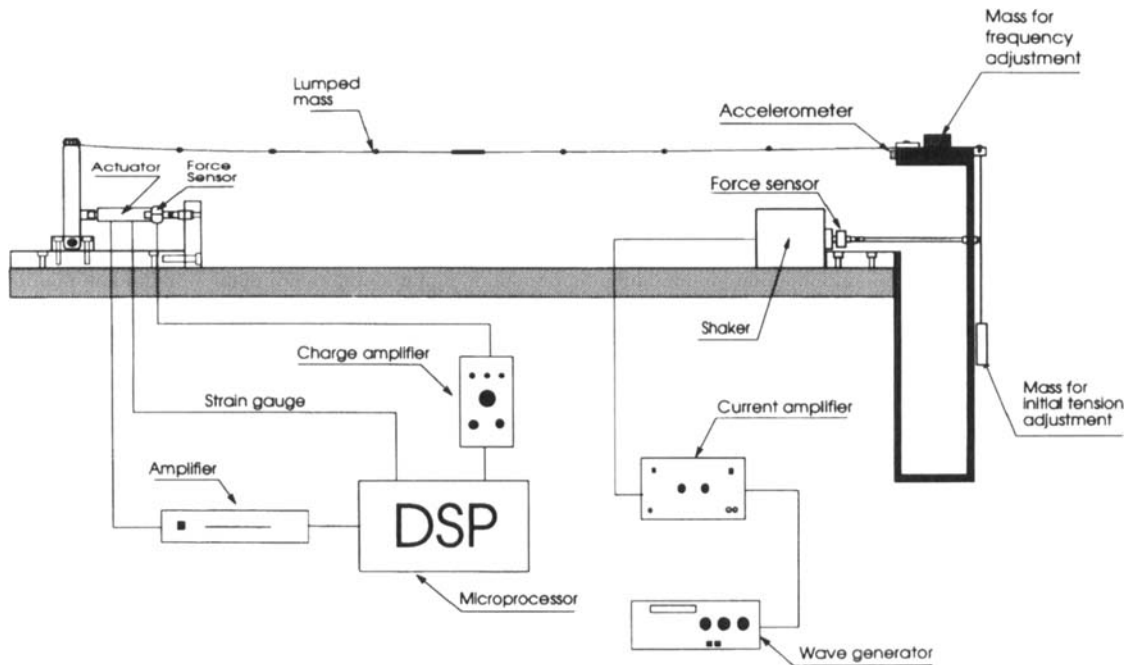 Mass for
frequency
adjustment
Lumped
mass
Accelerometer
Actuator
Force
Sensor
Force sensor
Shaker
Charge amplifier
Strain gauge
Mass for
initial tension
adjustment
Current amplifier
Amplifier
DSP
Microprocessor
Wave generator